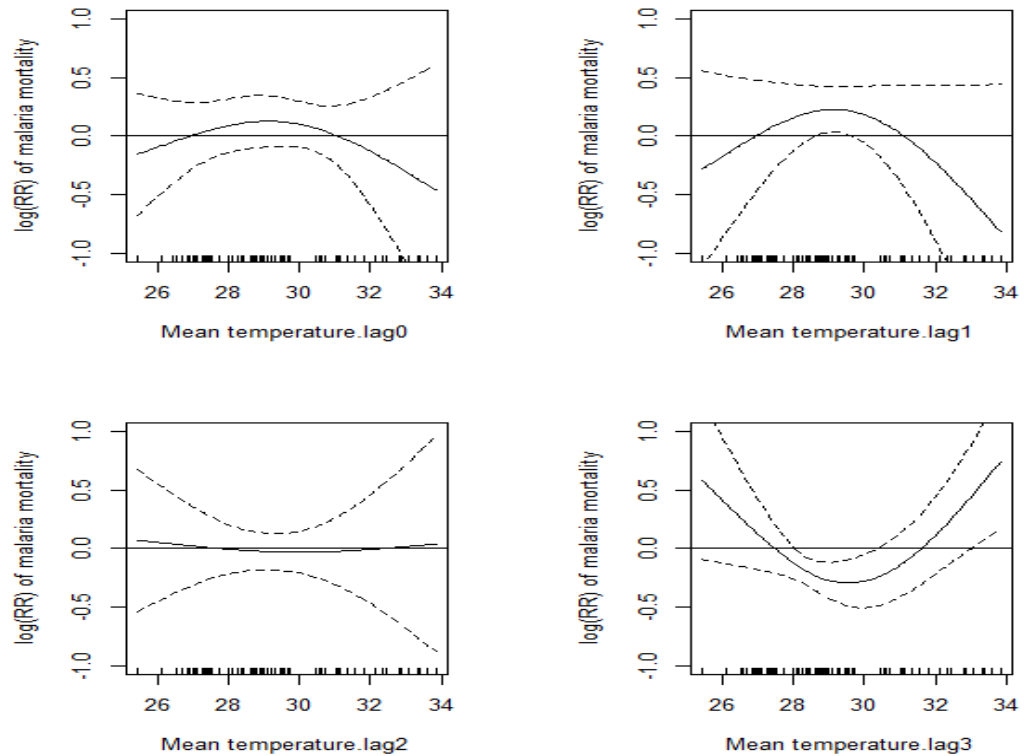 log(RR) of malaria mortality
1.0
0.5
0.0
-0.5
-1.0
26 28 30 32 34
Mean temperature.lag0
log(RR) of malaria mortality
1.0
0.5
0.0
-0.5
-1.0
26 28 30 32 34
Mean temperature.lag1
log(RR) of malaria mortality
1.0
0.5
0.0
-0.5
-1.0
26 28 30 32 34
Mean temperature.lag2
log(RR) of malaria mortality
1.0
0.5
0.0
-0.5
-1.0
26 28 30 32 34
Mean temperature.lag3